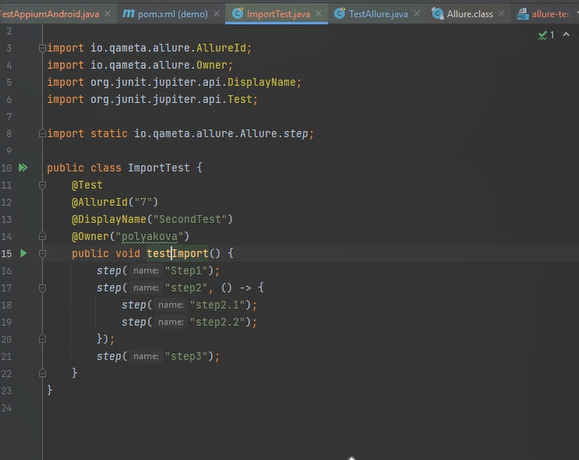 TestAppiumAndroid.java × pom.xml (demo) × ImportTest.java × TestAllure.java × Allure.class × allure-tes
2 1
3 import io.qameta.allure.AllureId;
4 import io.qameta.allure.Owner;
5 import org.junit.jupiter.api.DisplayName;
6 import org.junit.jupiter.api.Test;
7
8 import static io.qameta.allure.Allure.step;
9
10 public class ImportTest {
11 @Test
12 @AllureId("7")
13 @DisplayName("SecondTest")
14 @Owner("polyakova")
15 public void testImport() {
16 step( name: "Step1");
17 step( name: "step2", () -> {
18 step( name: "step2.1");
19 step( name: "step2.2");
20 });
21 step( name: "step3");
22 }
23 }
24